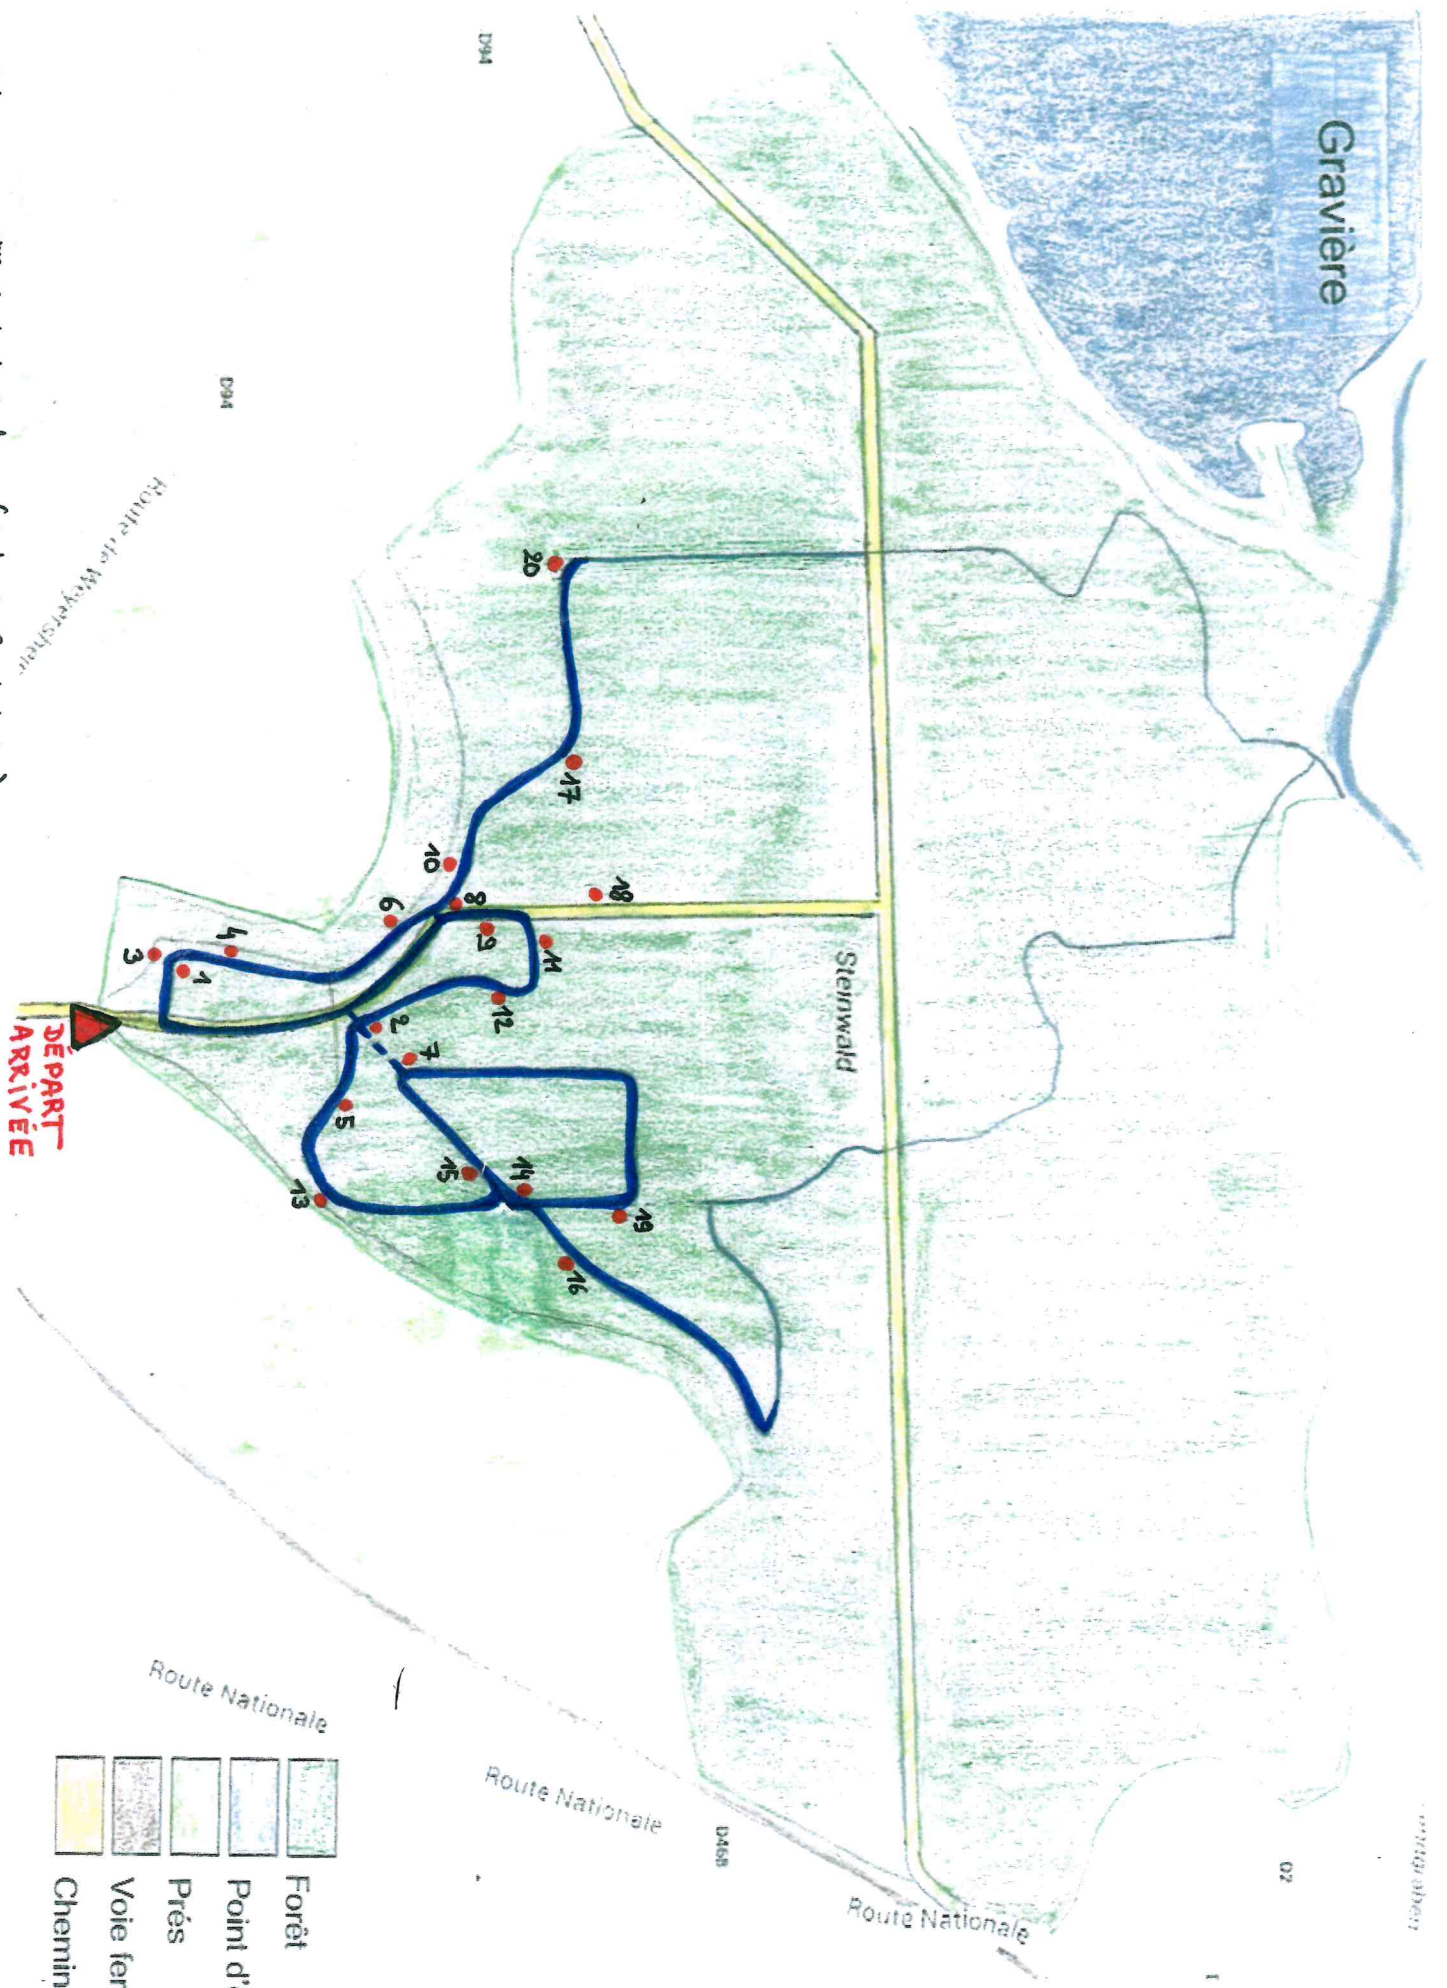 Gravière
D94
D94
Route de Weyersheim
Steinwald
20
17
10
8
18
6
9
11
4
3
1
12
2
7
5
15
14
13
19
16
DÉPART
ARRIVÉE
Route Nationale
Route Nationale
Route Nationale
D468
Forêt
Point d'
Prés
Voie fer
Chemin